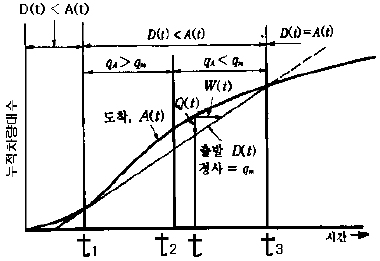 D(t) < A(t)
D(t) < A(t)
D(t) = A(t)
qA > qm
qA < qm
W(t)
Q(t)
도착, A(t)
출발 D(t)
경사 = qm
누적차량대수
t1
t2
t
t3
시간